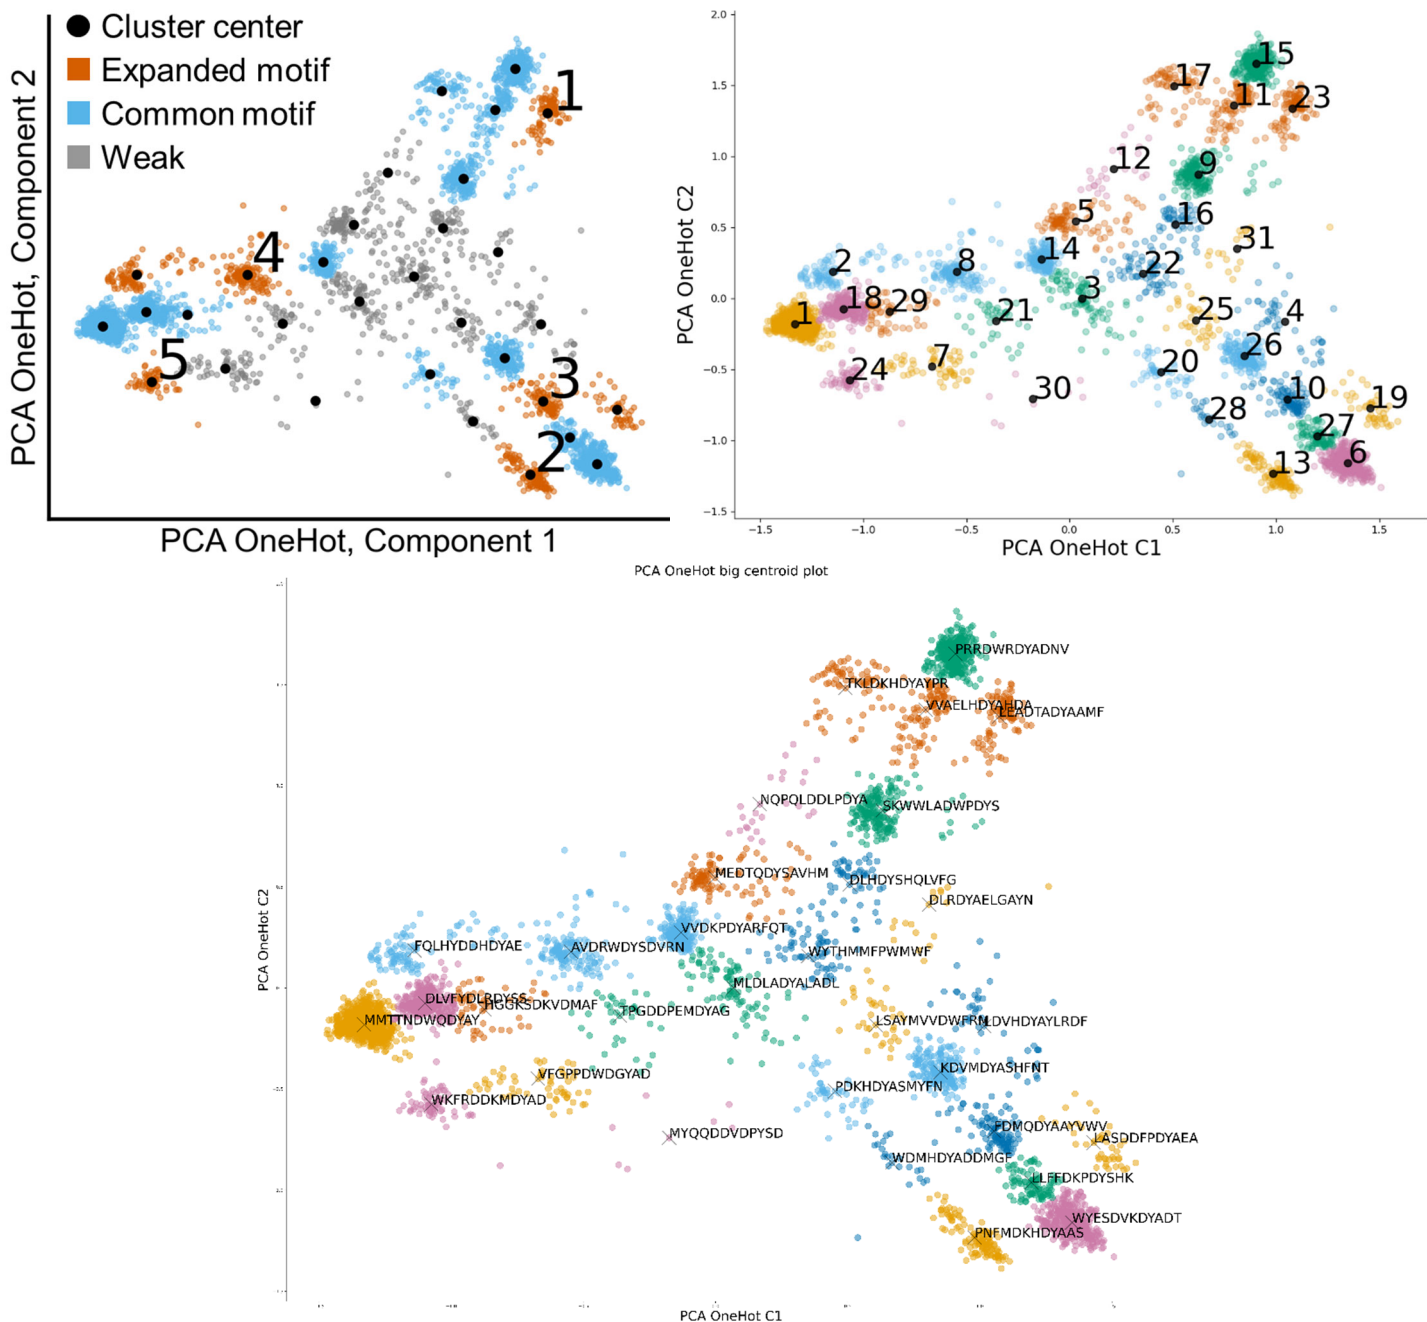 Cluster center
Expanded motif
Common motif
Weak
1
4
5
3
2
PCA OneHot, Component 2
PCA OneHot, Component 1
2.0
1.5
1.0
0.5
0.0
−0.5
−1.0
−1.5
PCA OneHot C2
15
17
11
23
12
9
5
16
31
14
2
8
22
3
18
29
1
21
25
4
26
24
7
20
30
10
19
28
27
13
6
−1.5
−1.0
−0.5
0.0
0.5
1.0
1.5
PCA OneHot C1
PCA OneHot big centroid plot
PRRDWRDYADNV
TKLDKHDYAYPR
VVAELHDYAHDA
LEADTADYAAMF
NQPQLDDLPDYA
SKWWLADWPDYS
MEDTQDYSAVHM
DLHDYSHQLVFG
DLRDYAELGAYN
VVDKPDYARFQT
FQLHYDDHDYAE
AVDRWDYSDVRN
WYTHMMFPWMWF
MLDLADYALADL
DLVFYDLRDYSS
HGGKSDKVDMAF
TPGDDPEMDYAG
MMTTNDWQDYAY
LSAYMVVDWFRM
LDVHDYAYLRDF
KDVMDYASHFNT
VFGPPDWDGYAD
PDKHDYASMYFN
WKFRDDKMDYAD
FDMQDYAAYVWV
MYQQDDVDPYSD
LASDDFPDYAEA
WDMHDYADDMGF
LLFFDKPDYSHK
WYESDVKDYADT
PNFMDKHDYAAS
PCA OneHot C2
PCA OneHot C1